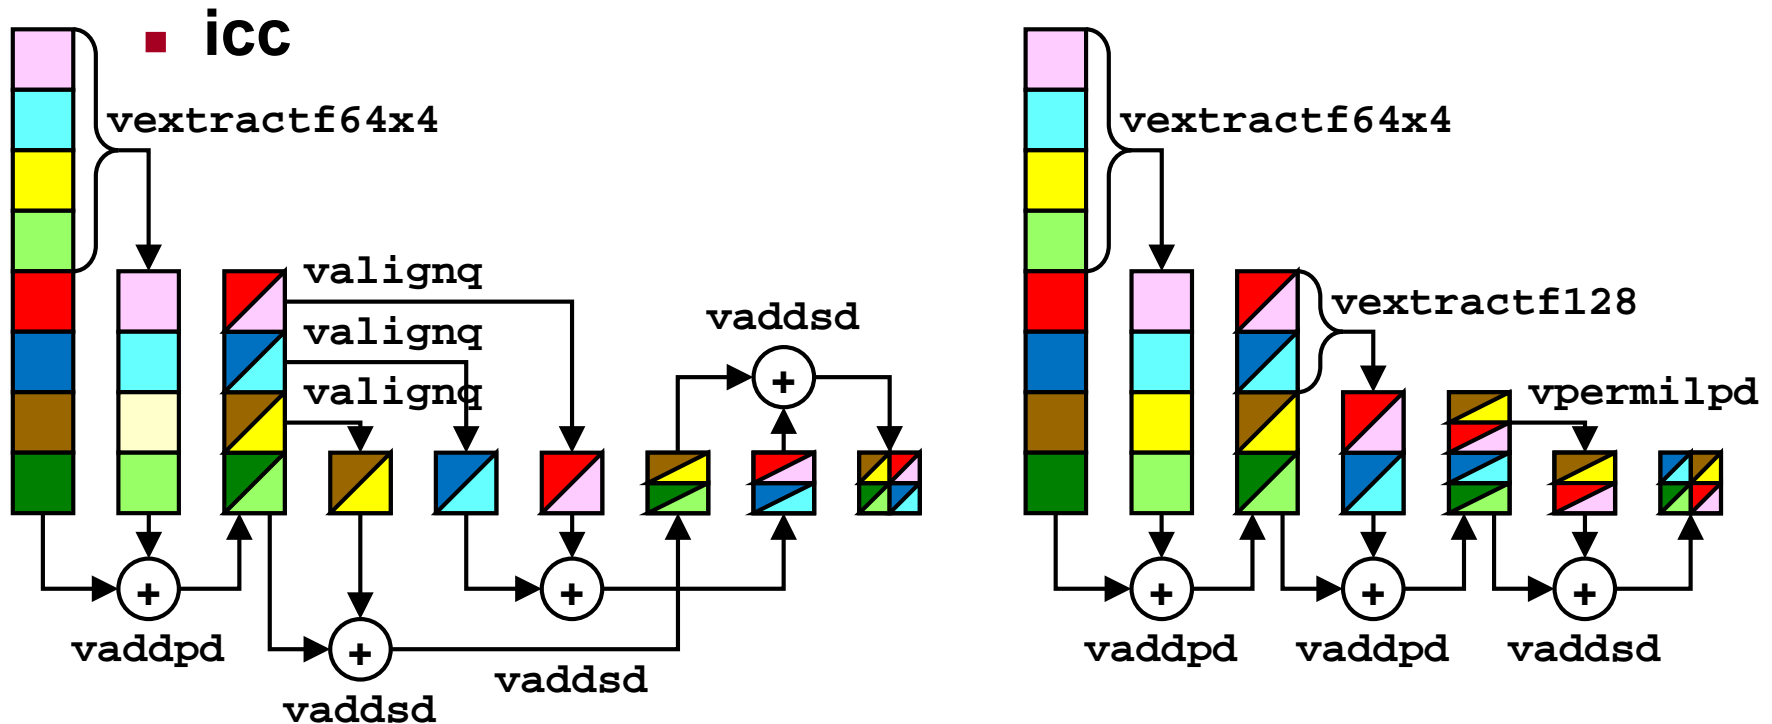 icc
vextractf64x4
valignq
valignq
valignq
vaddsd
+
+
+
+
vaddpd
vaddsd
vaddsd
vextractf64x4
vextractf128
vpermilpd
+
+
+
vaddpd
vaddpd
vaddsd